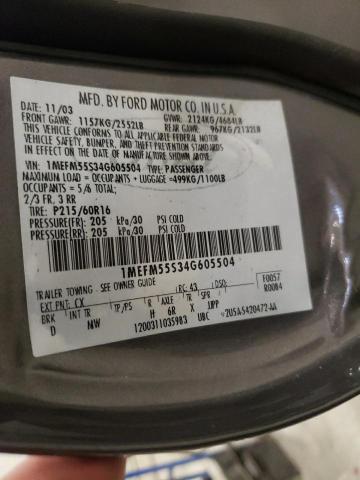 MFD. BY FORD MOTOR CO. IN U.S.A.
DATE: 11/03 GVWR: 2124KG/4684LB
FRONT GAWR: 1157KG/2552LB REAR GAWR: 967KG/2132LB
THIS VEHICLE CONFORMS TO ALL APPLICABLE FEDERAL MOTOR
VEHICLE SAFETY, BUMPER, AND THEFT PREVENTION STANDARDS
IN EFFECT ON THE DATE OF MANUFACTURE SHOWN ABOVE.
VIN: 1MEFM55S34G605504 TYPE: PASSENGER
MAXIMUM LOAD = OCCUPANTS + LUGGAGE =499KG/1100LB
OCCUPANTS = 5/6 TOTAL;
2/3 FR, 3 RR
TIRE: P215/60R16
PRESSURE(FR) 205 kPa/30 PSI COLD
PRESSURE(RR) 205 kPa/30 PSI COLD
1MEFM55S34G605504
TRAILER TOWING - SEE OWNER GUIDE
EXT PNT: CX RC: 43 DSO: F0057
BRK INT TR TP/PS R AXLE TR SPR R0084
D NW H 6R X UPP
1200311035983 UBC